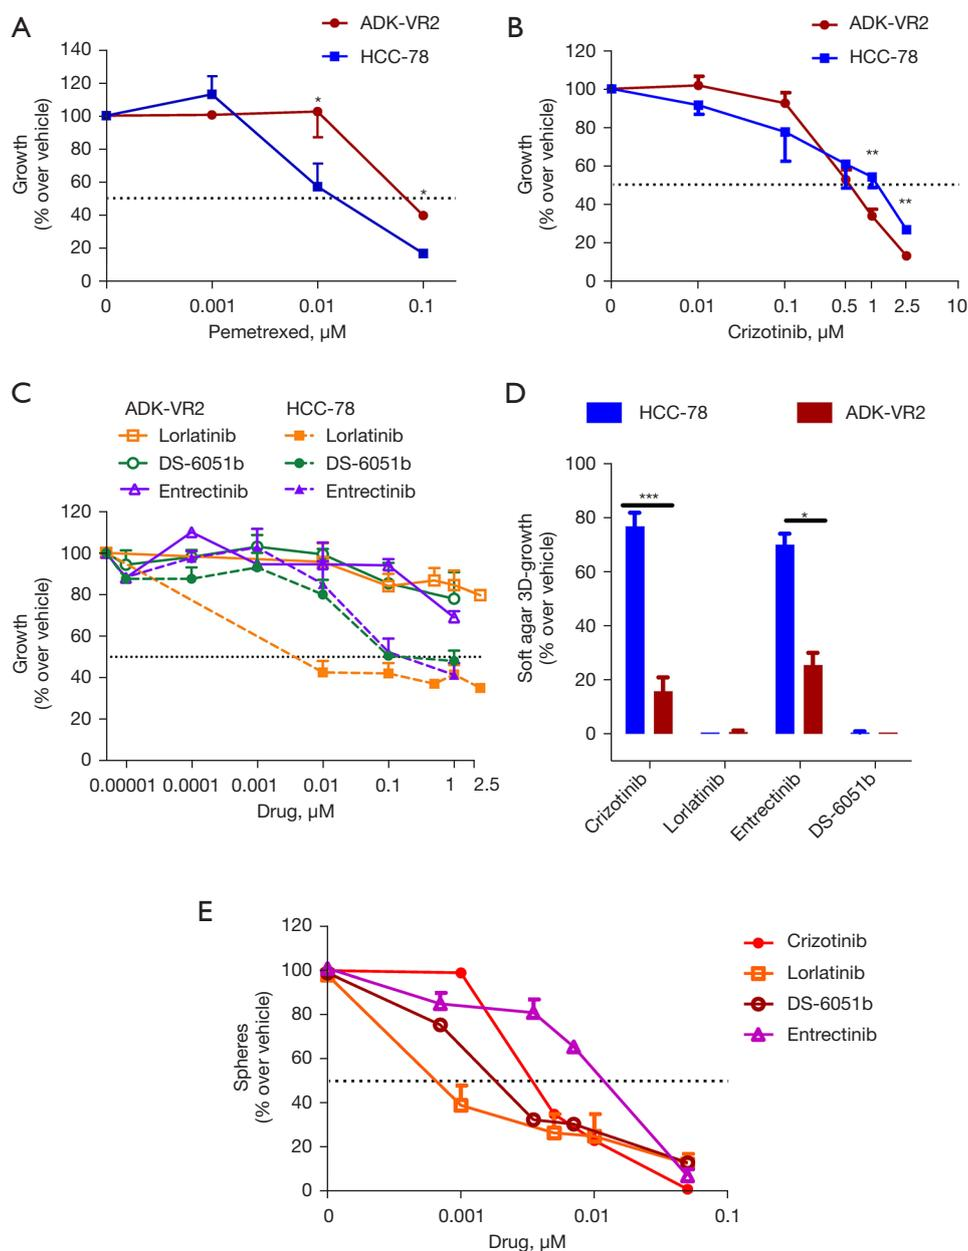 A
ADK-VR2
HCC-78
140
120
100
80
60
40
20
0
Growth
(% over vehicle)
*
*
0 0.001 0.01 0.1
Pemetrexed, µM
B
ADK-VR2
HCC-78
120
100
80
60
40
20
0
Growth
(% over vehicle)
**
**
0 0.01 0.1 0.5 1 2.5 10
Crizotinib, µM
C
ADK-VR2 HCC-78
Lorlatinib Lorlatinib
DS-6051b DS-6051b
Entrectinib Entrectinib
120
100
80
60
40
20
0
Growth
(% over vehicle)
0.00001 0.0001 0.001 0.01 0.1 1 2.5
Drug, µM
D
HCC-78 ADK-VR2
100
80
60
40
20
0
Soft agar 3D-growth
(% over vehicle)
***
*
Crizotinib
Lorlatinib
Entrectinib
DS-6051b
E
120
100
80
60
40
20
0
Spheres
(% over vehicle)
Crizotinib
Lorlatinib
DS-6051b
Entrectinib
0 0.001 0.01 0.1
Drug, µM